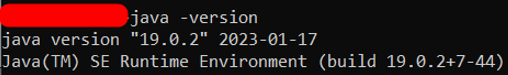 java -version
java version "19.0.2" 2023-01-17
Java(TM) SE Runtime Environment (build 19.0.2+7-44)